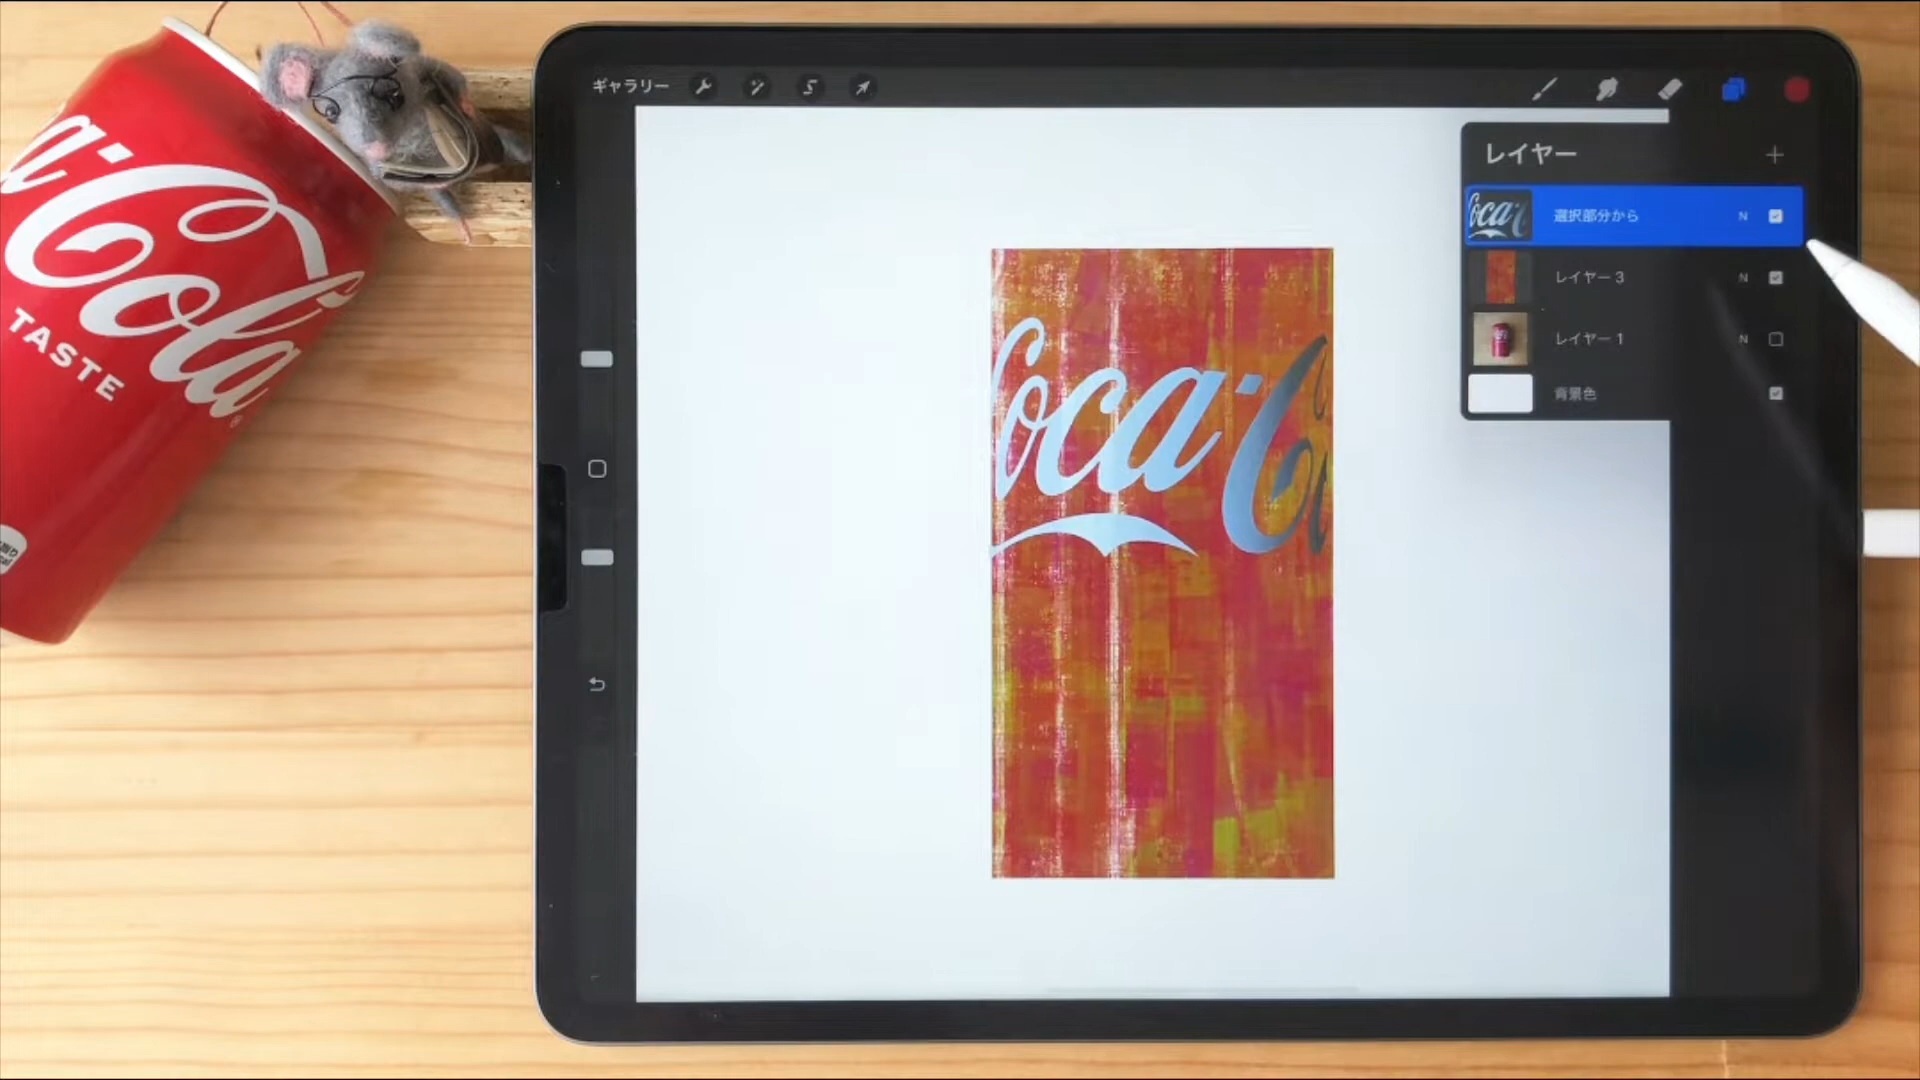 a-Cola
TASTE
ギャラリー
レイヤー
選択部分から N
レイヤー 3 N
レイヤー 1 N
背景色
Coca-Co